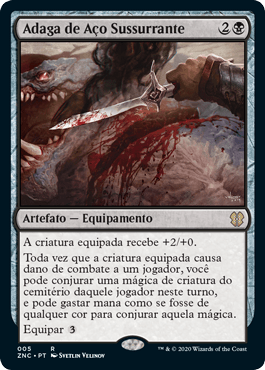 Adaga de Aço Sussurrante 2
Artefato — Equipamento
A criatura equipada recebe +2/+0.
Toda vez que a criatura equipada causa
dano de combate a um jogador, você
pode conjurar uma mágica de criatura do
cemitério daquele jogador neste turno,
e pode gastar mana como se fosse de
qualquer cor para conjurar aquela mágica.
Equipar 3
005 R
ZNC • PT Svetlin Velinov
™ & © 2020 Wizards of the Coast